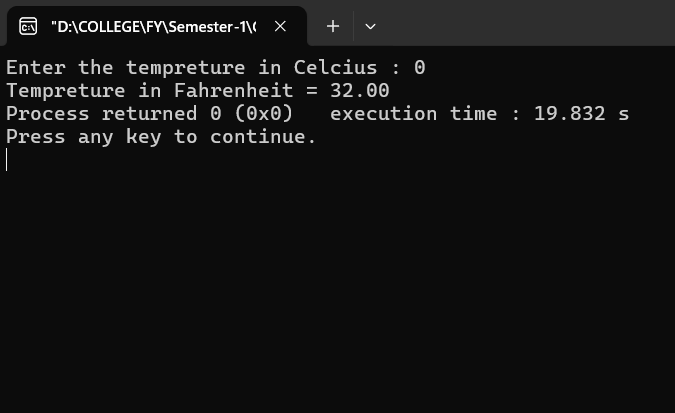 "D:\COLLEGE\FY\Semester-1\C
Enter the tempreture in Celcius : 0
Tempreture in Fahrenheit = 32.00
Process returned 0 (0x0)   execution time : 19.832 s
Press any key to continue.